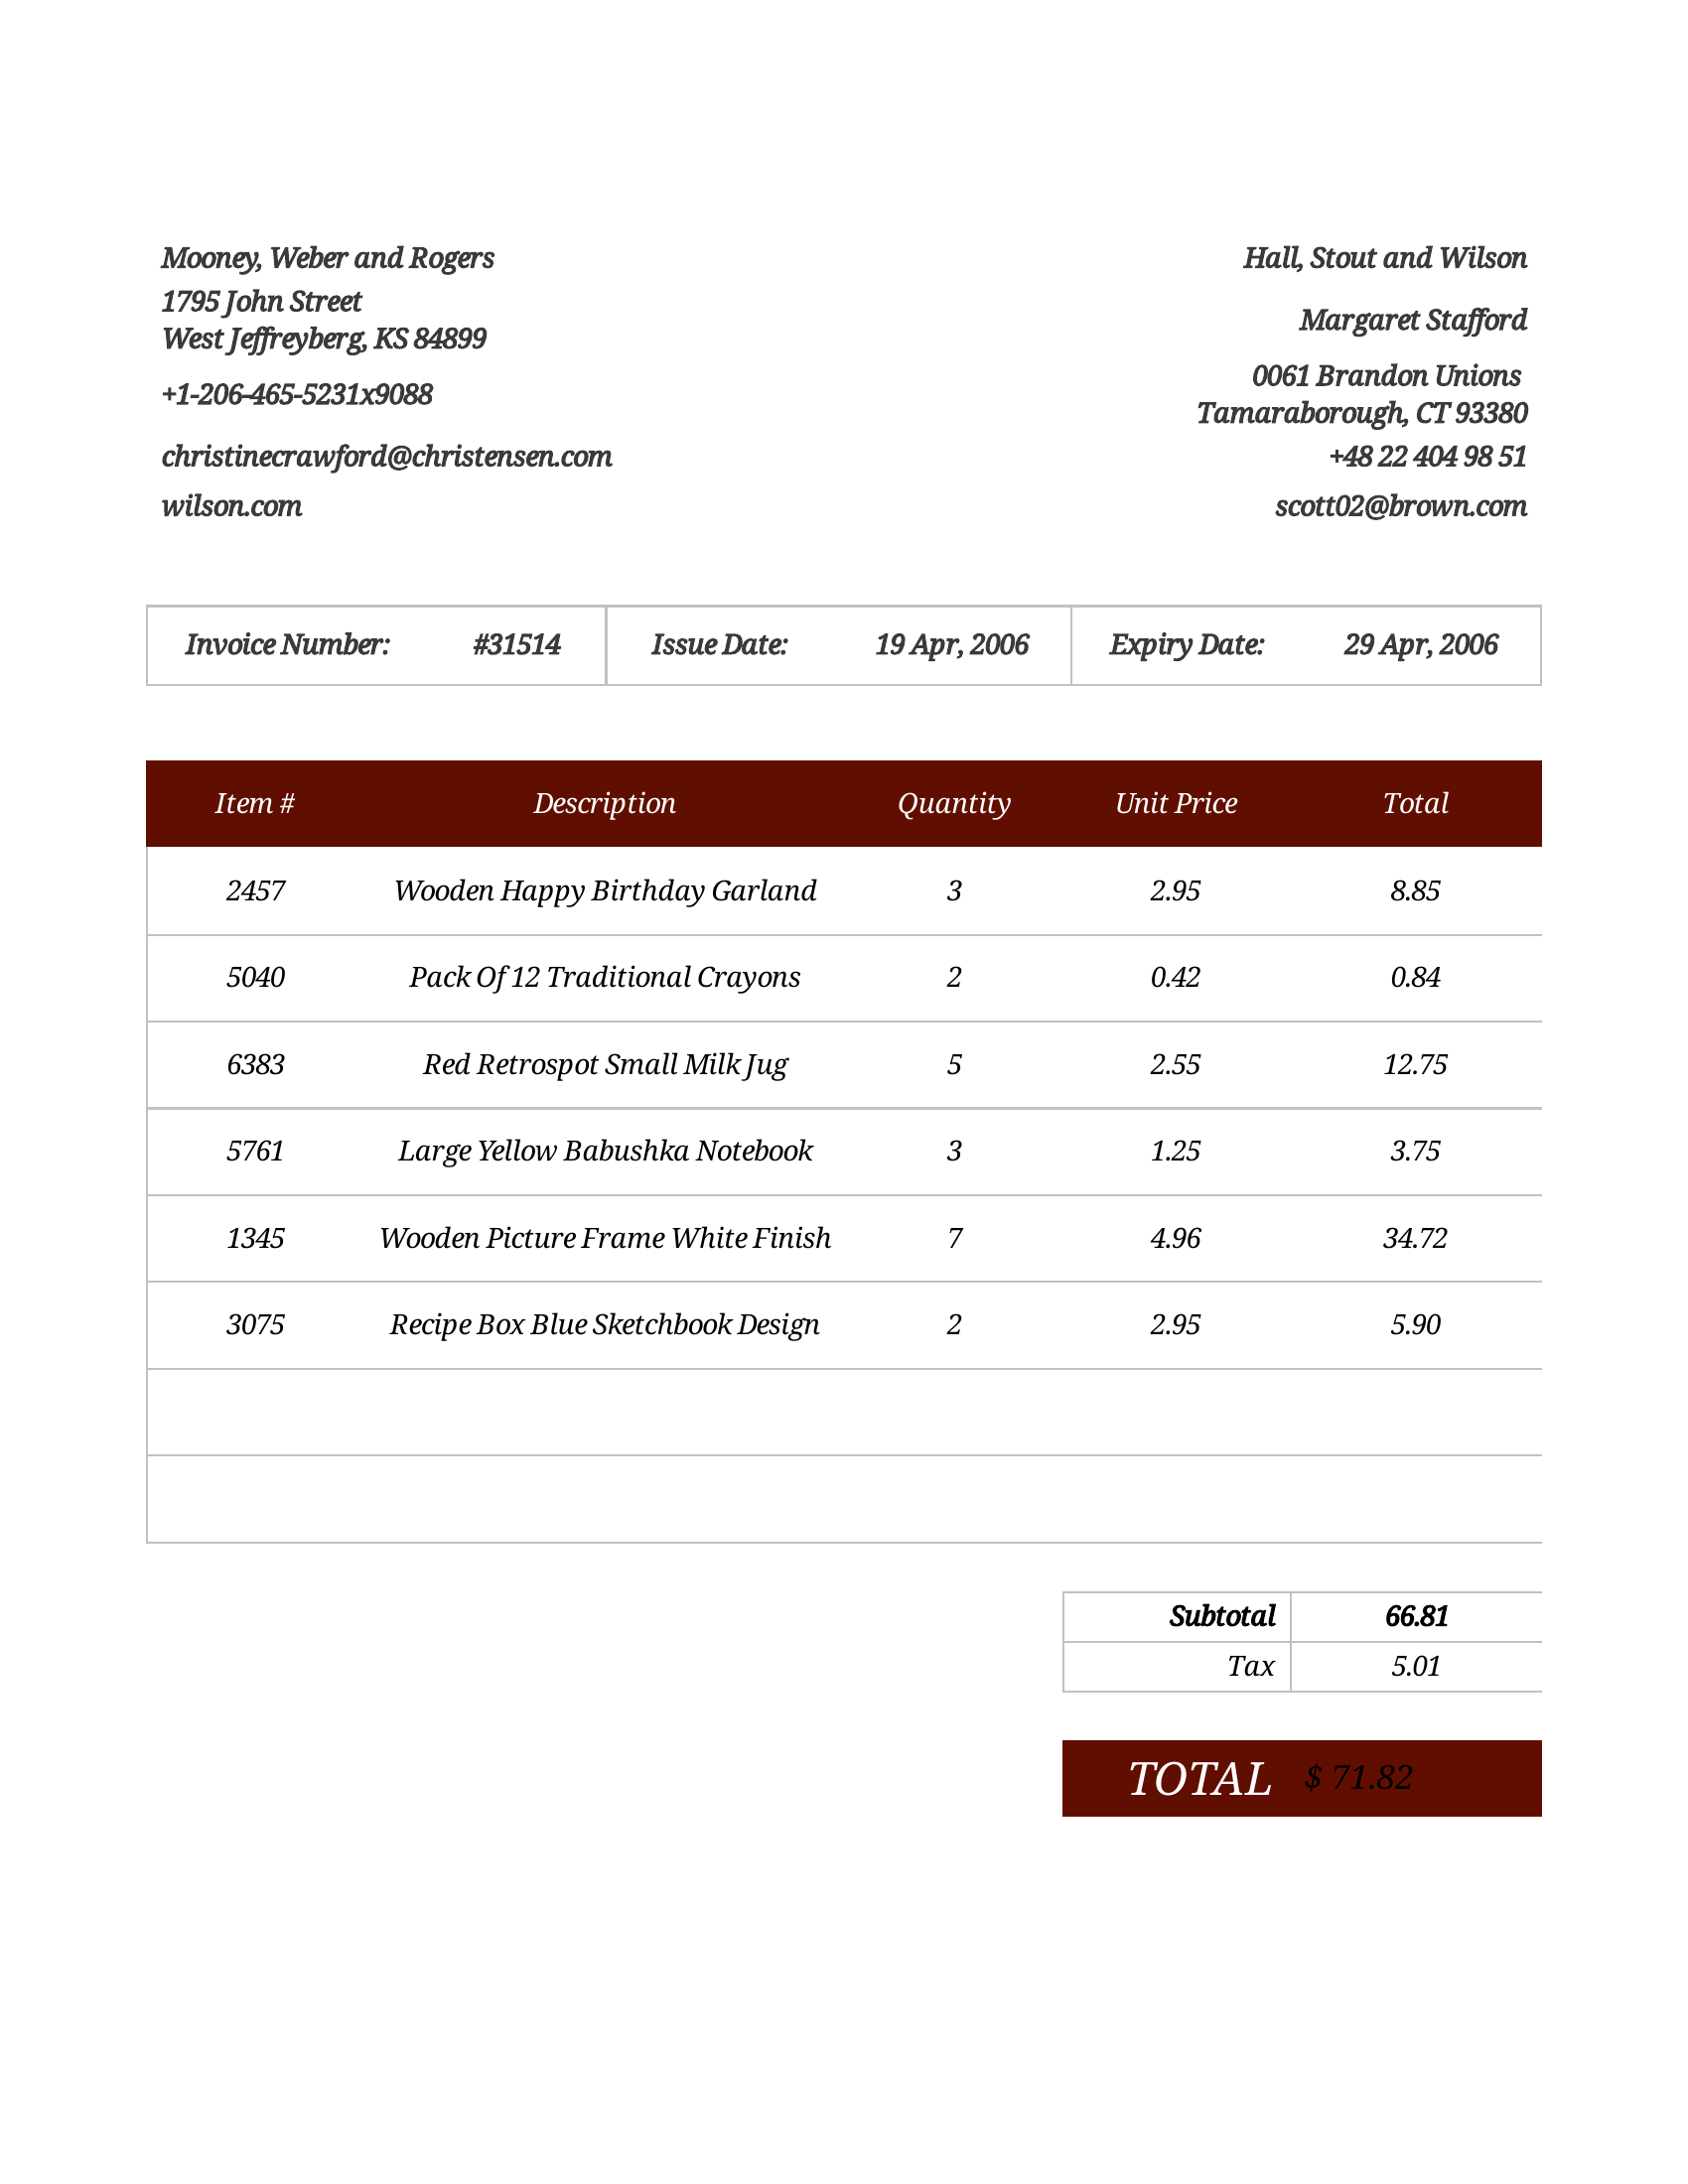 Mooney, Weber and Rogers
1795 John Street
West Jeffreyberg, KS 84899
+1-206-465-5231x9088
christinecrawford@christensen.com
wilson.com
Hall, Stout and Wilson
Margaret Stafford
0061 Brandon Unions
Tamaraborough, CT 93380
+48 22 404 98 51
scott02@brown.com
Invoice Number: #31514 Issue Date: 19 Apr, 2006 Expiry Date: 29 Apr, 2006
Item # Description Quantity Unit Price Total
2457 Wooden Happy Birthday Garland 3 2.95 8.85
5040 Pack Of 12 Traditional Crayons 2 0.42 0.84
6383 Red Retrospot Small Milk Jug 5 2.55 12.75
5761 Large Yellow Babushka Notebook 3 1.25 3.75
1345 Wooden Picture Frame White Finish 7 4.96 34.72
3075 Recipe Box Blue Sketchbook Design 2 2.95 5.90
Subtotal 66.81
Tax 5.01
TOTAL $ 71.82